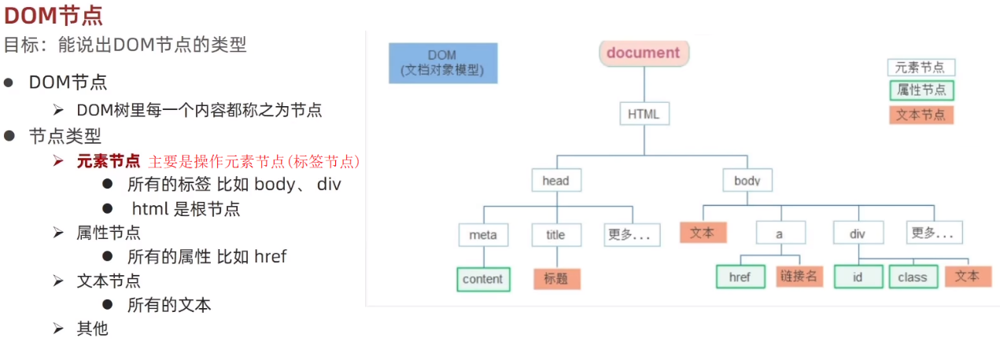 DOM节点
目标：能说出DOM节点的类型
● DOM节点
➢ DOM树里每一个内容都称之为节点
● 节点类型
➢ 元素节点 主要是操作元素节点(标签节点)
● 所有的标签 比如 body、 div
● html 是根节点
➢ 属性节点
● 所有的属性 比如 href
➢ 文本节点
● 所有的文本
➢ 其他
DOM
(文档对象模型)
document
元素节点
属性节点
文本节点
HTML
head
body
meta
title
更多...
文本
a
div
更多...
content
标题
href
链接名
id
class
文本